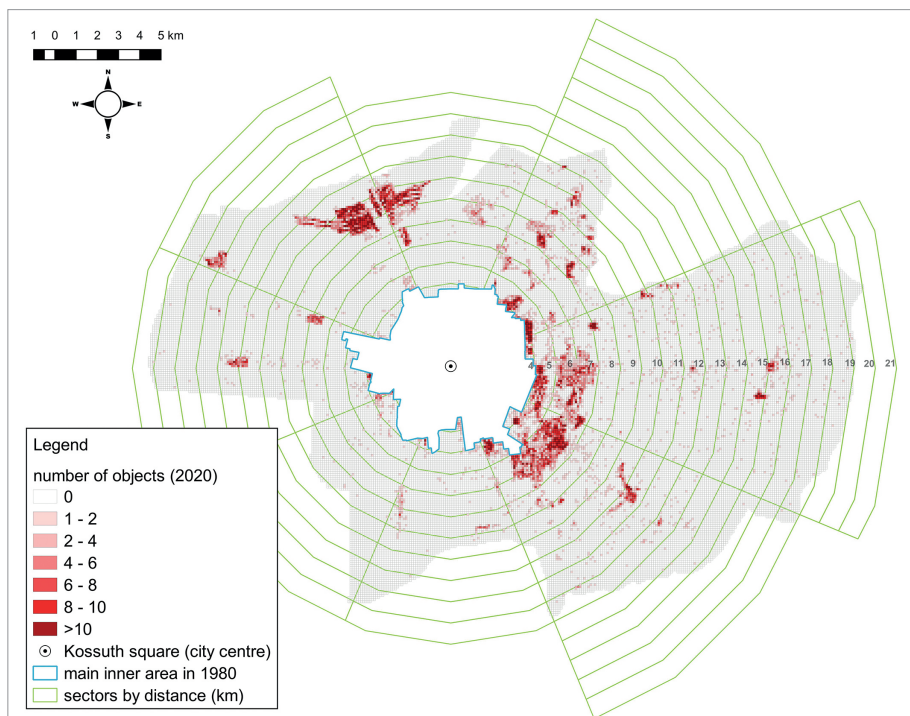 1 0 1 2 3 4 5 km
N
W E
S
4 5 6 7 8 9 10 11 12 13 14 15 16 17 18 19 20 21
Legend
number of objects (2020)
0
1 - 2
2 - 4
4 - 6
6 - 8
8 - 10
>10
Kossuth square (city centre)
main inner area in 1980
sectors by distance (km)